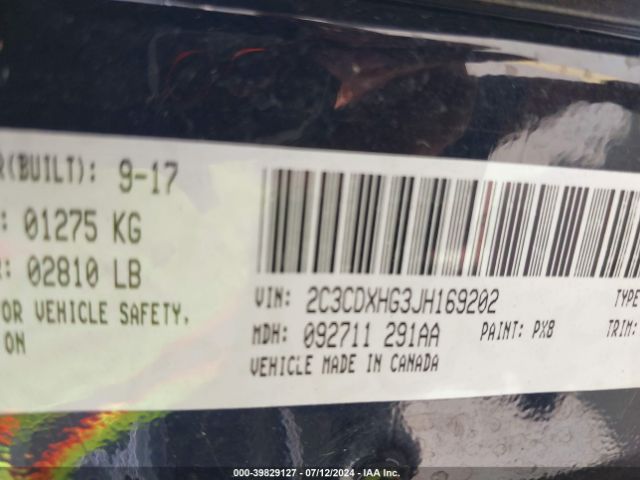 R(BUILT): 9-17
: 01275 KG
R: 02810 LB
OR VEHICLE SAFETY,
ON
VIN: 2C3CDXHG3JH169202
TYPE
MDH: 092711 291AA
PAINT: PX8
TRIM:
VEHICLE MADE IN CANADA
000-39829127 - 07/12/2024 - IAA Inc.